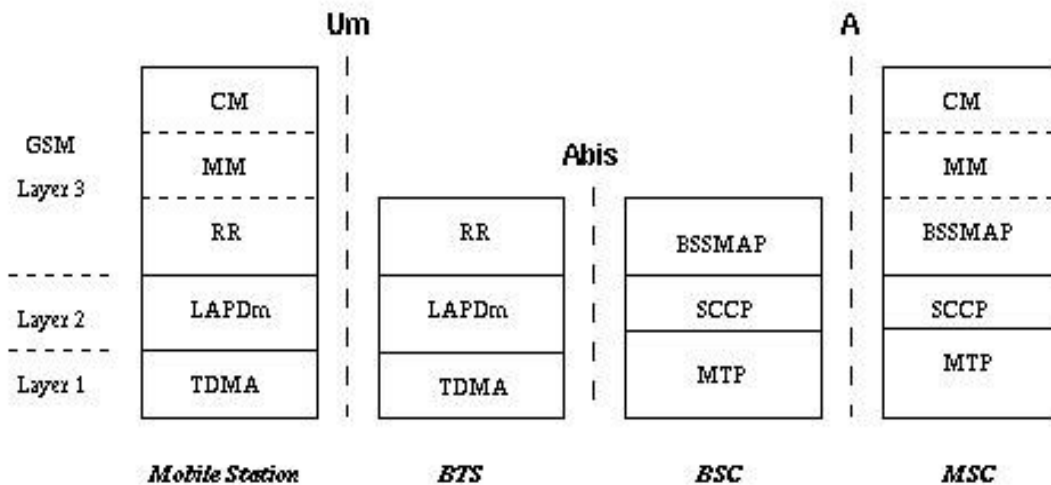 Um
A
CM
CM
GSM
Abis
MM
MM
Layer 3
RR
RR
BSSMAP
BSSMAP
Layer 2
LAPDm
LAPDm
SCCP
SCCP
Layer 1
TDMA
TDMA
MTP
MTP
Mobile Station
BTS
BSC
MSC